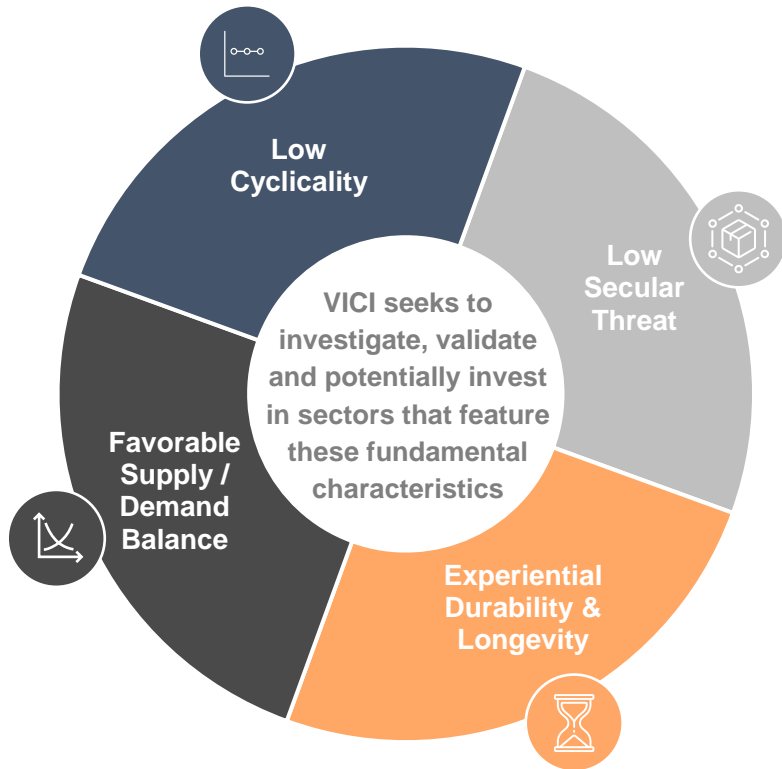 Low
Cyclicality
Low
Secular
Threat
VICI seeks to
investigate, validate
and potentially invest
in sectors that feature
these fundamental
characteristics
Favorable
Supply /
Demand
Balance
Experiential
Durability &
Longevity